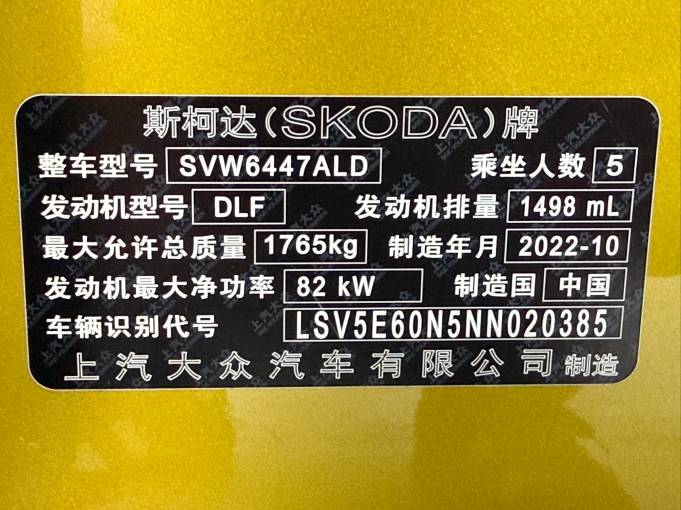 斯柯达(SKODA)牌
整车型号 SVW6447ALD 乘坐人数 5
发动机型号 DLF 发动机排量 1498 mL
最大允许总质量 1765kg 制造年月 2022-10
发动机最大净功率 82 kW 制造国 中国
车辆识别代号 LSV5E60N5NN020385
上汽大众汽车有限公司 制造